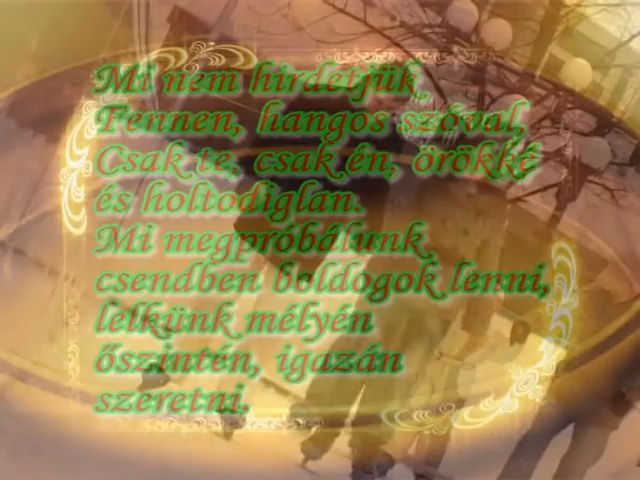 Mi nem hirdetjük,
Fennen, hangos szóval,
Csak te, csak én, örökké
és holtodiglan.
Mi megpróbálunk
csendben boldogok lenni,
lelkünk mélyén
őszintén, igazán
szeretni.